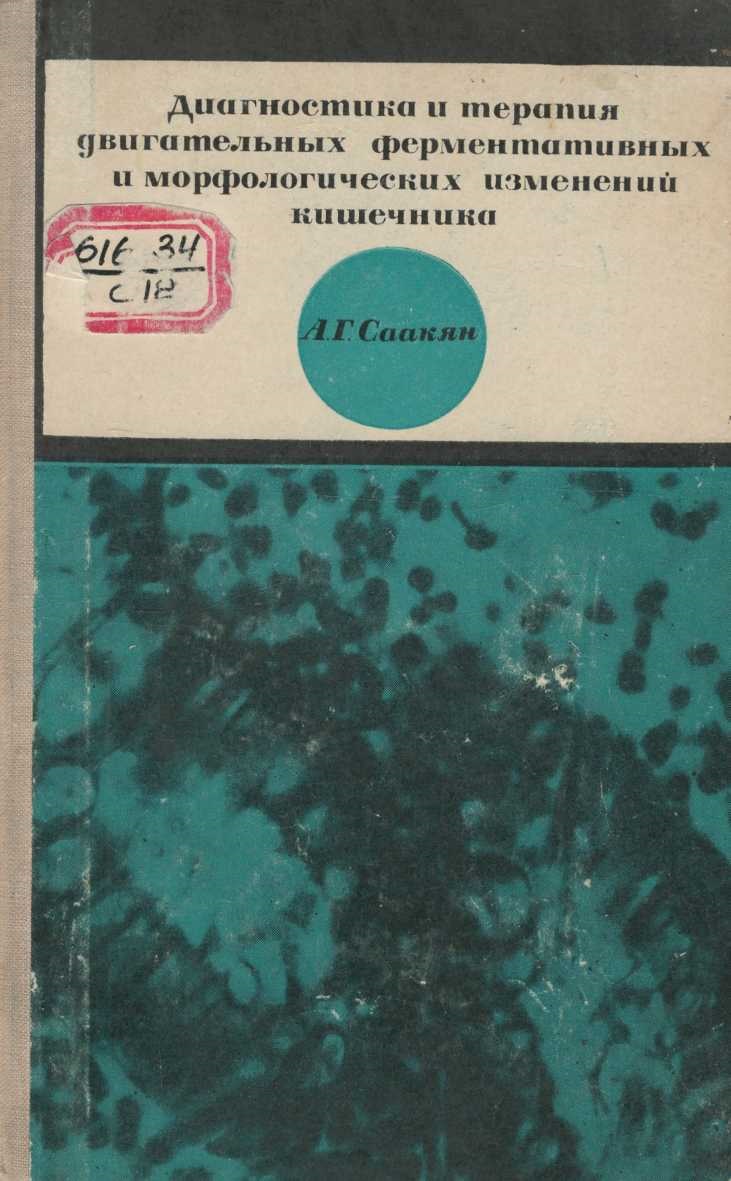 Диагностика и терапия
двигательных ферментативных
и морфологических изменений
кишечника
616 34
С 18
А.Г. Саакян